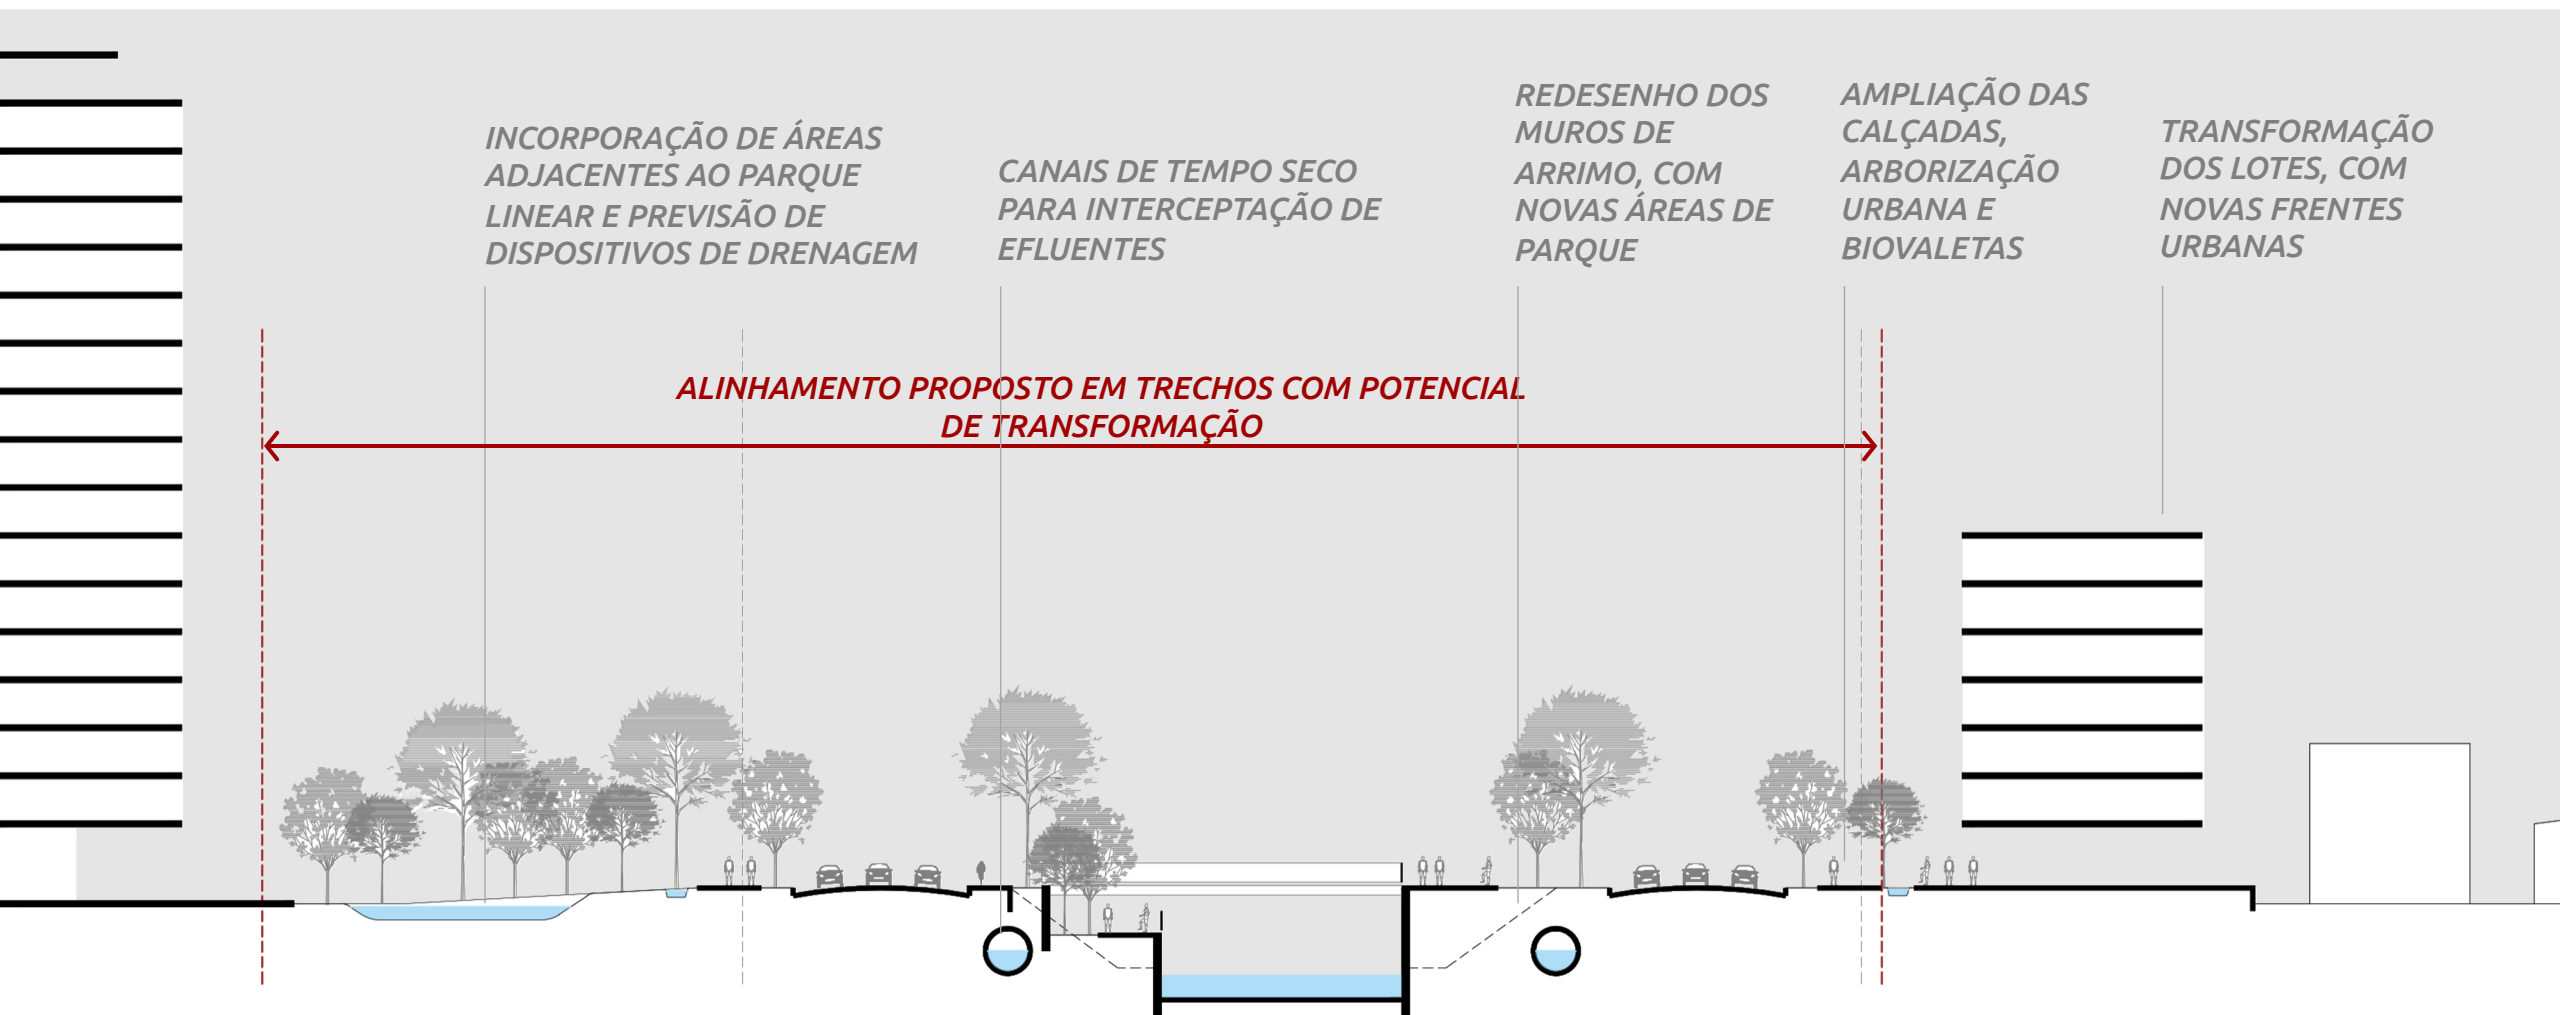 INCORPORAÇÃO DE ÁREAS
ADJACENTES AO PARQUE
LINEAR E PREVISÃO DE
DISPOSITIVOS DE DRENAGEM
CANAIS DE TEMPO SECO
PARA INTERCEPTAÇÃO DE
EFLUENTES
REDESENHO DOS
MUROS DE
ARRIMO, COM
NOVAS ÁREAS DE
PARQUE
AMPLIAÇÃO DAS
CALÇADAS,
ARBORIZAÇÃO
URBANA E
BIOVALETAS
TRANSFORMAÇÃO
DOS LOTES, COM
NOVAS FRENTES
URBANAS
ALINHAMENTO PROPOSTO EM TRECHOS COM POTENCIAL
DE TRANSFORMAÇÃO